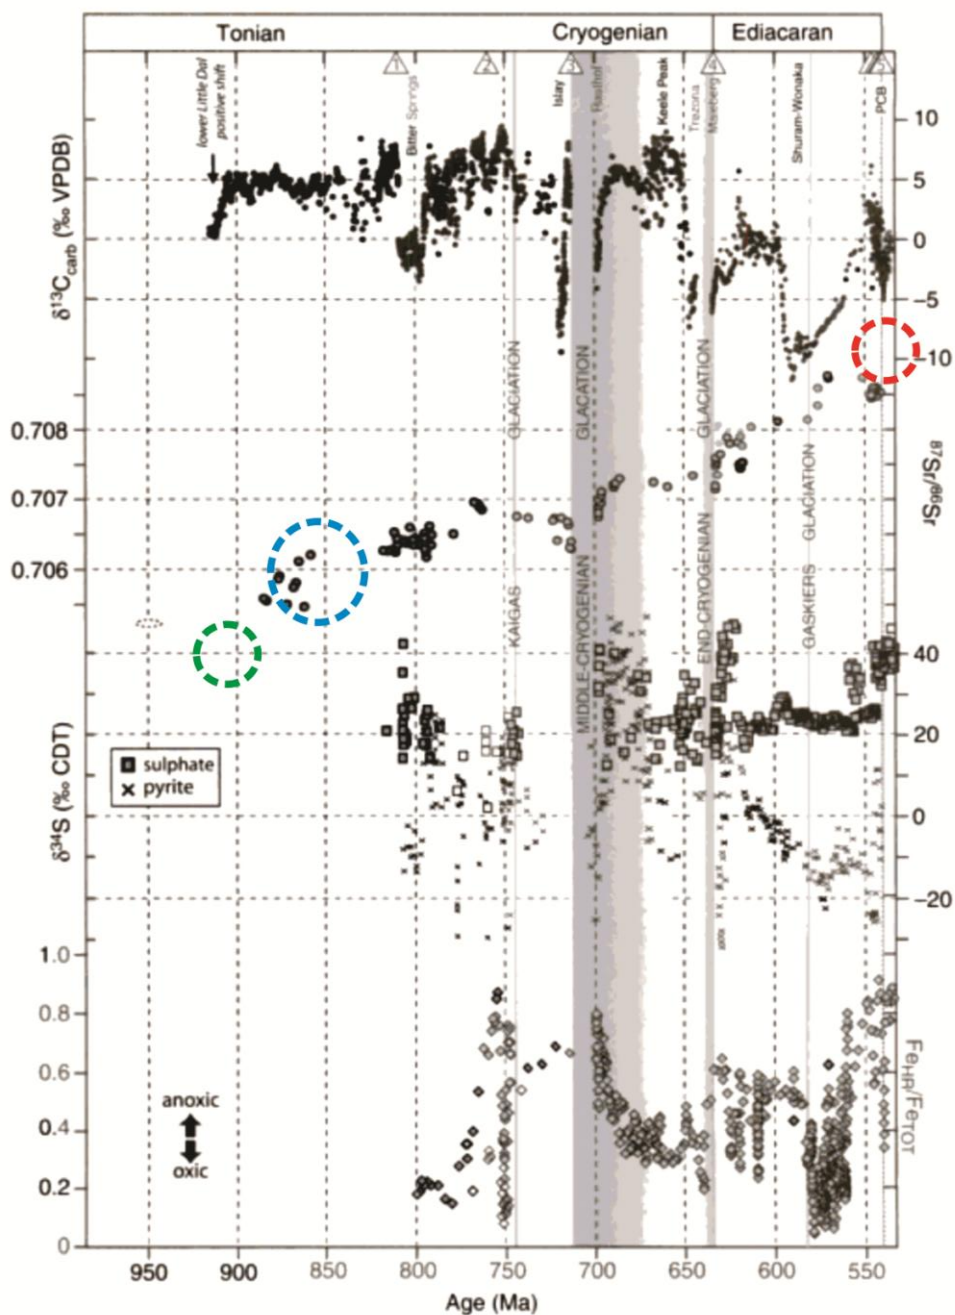 Tonian Cryogenian Ediacaran
1 2 3 4 5
lower Little Dal
positive shift
Bitter Springs
Islay
Rasthof
Keele Peak
Trezona
Maieberg
Shuram-Wonaka
PCB
δ13Ccarb (‰ VPDB)
10
5
0
−5
−10
GLACIATION
GLACATION
GLACIATION
GLACIATION
KAIGAS
MIDDLE-CRYOGENIAN
END-CRYOGENIAN
GASKIERS
0.708
0.707
0.706
87Sr/86Sr
40
20
0
−20
δ34S (‰ CDT)
sulphate
pyrite
1.0
0.8
0.6
0.4
0.2
0
FeHR/FeTOT
anoxic
oxic
950 900 850 800 750 700 650 600 550
Age (Ma)